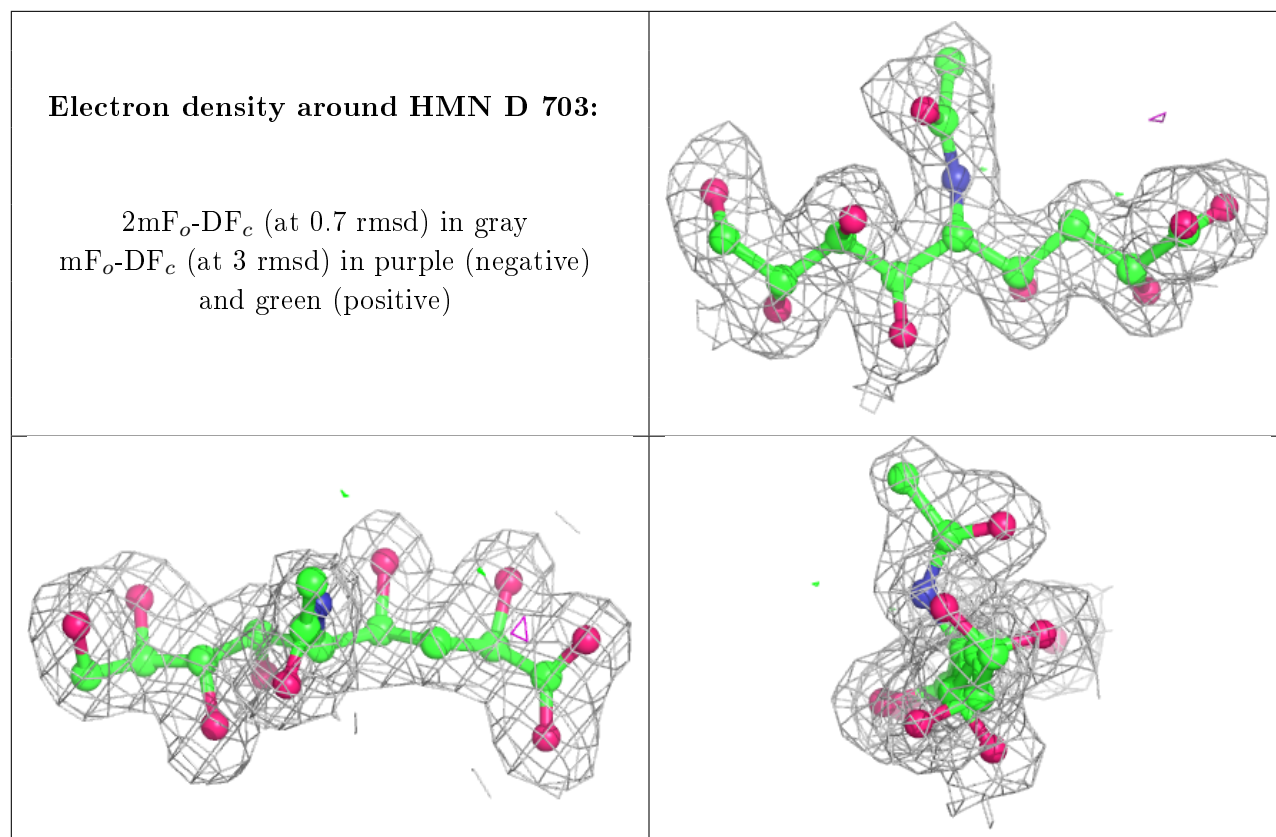 Electron density around HMN D 703:
2mFo-DFc (at 0.7 rmsd) in gray
mFo-DFc (at 3 rmsd) in purple (negative)
and green (positive)